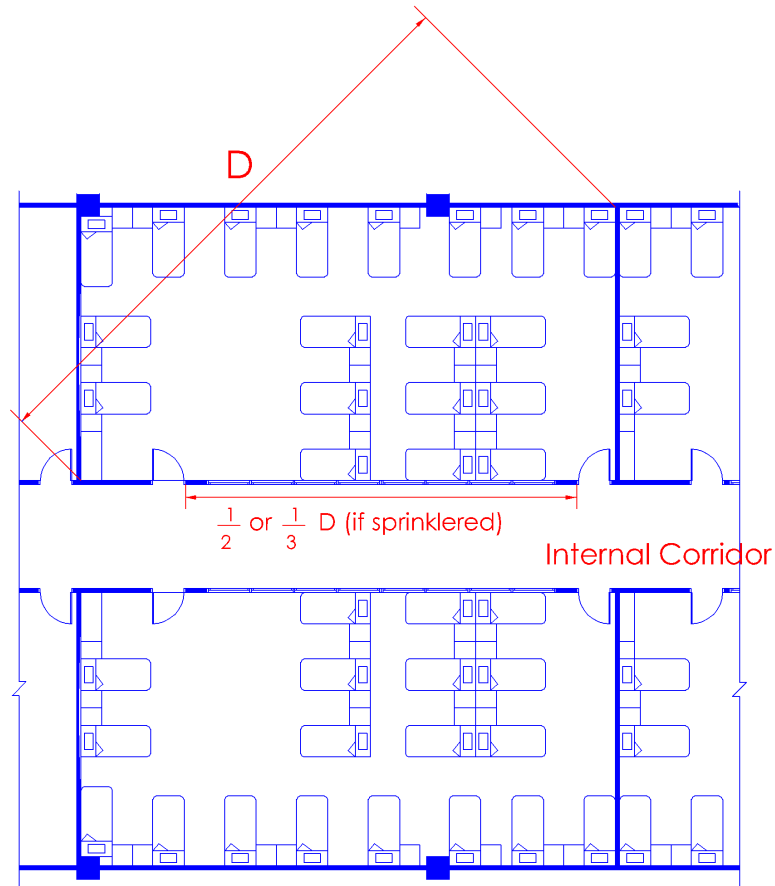 D
1/2 or 1/3 D (if sprinklered)
Internal Corridor